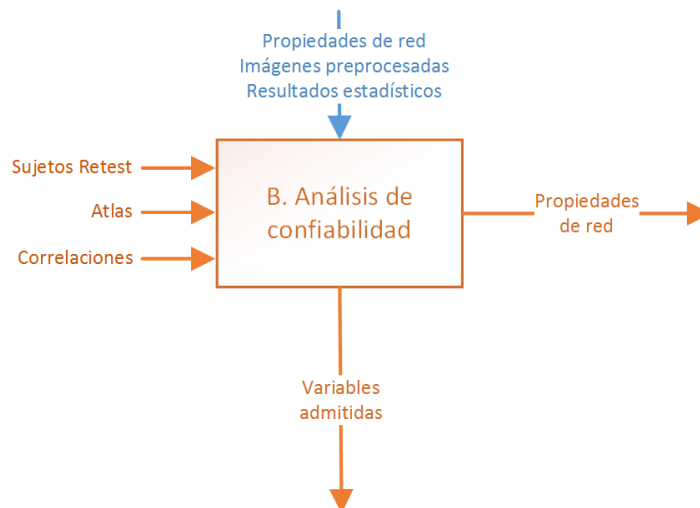 Propiedades de red
Imágenes preprocesadas
Resultados estadísticos
Sujetos Retest
Atlas
Correlaciones
B. Análisis de
confiabilidad
Propiedades
de red
Variables
admitidas